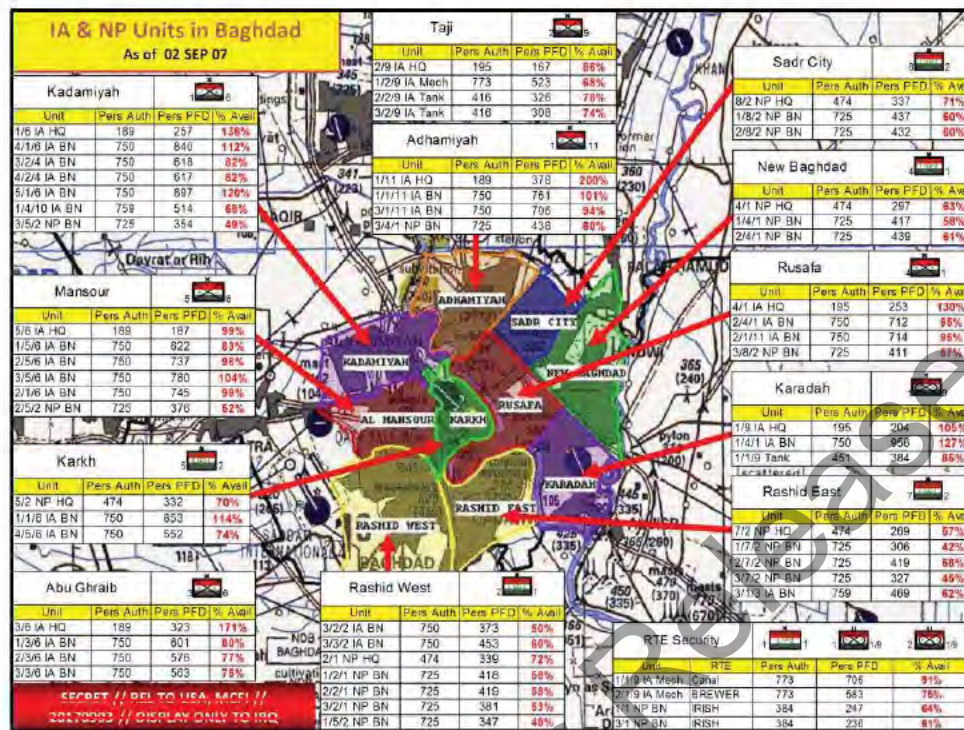 IA & NP Units in Baghdad
As of 02 SEP 07
Kadamiyah
Unit Pers Auth Pers PFD % Avail
1/6 IA HQ 189 257 136%
4/1/6 IA BN 750 840 112%
3/2/4 IA BN 750 618 82%
4/2/4 IA BN 750 617 82%
5/1/6 IA BN 750 897 120%
1/4/10 IA BN 759 514 68%
3/5/2 NP BN 725 354 49%
Mansour
Unit Pers Auth Pers PFD % Avail
5/6 IA HQ 189 187 99%
1/5/6 IA BN 750 622 83%
2/5/6 IA BN 750 737 98%
3/5/6 IA BN 750 780 104%
2/1/6 IA BN 750 745 99%
2/5/2 NP BN 725 376 52%
Karkh
Unit Pers Auth Pers PFD % Avail
5/2 NP HQ 474 332 70%
1/1/6 IA BN 750 853 114%
4/5/6 IA BN 750 552 74%
Abu Ghraib
Unit Pers Auth Pers PFD % Avail
3/6 IA HQ 189 323 171%
1/3/6 IA BN 750 601 80%
2/3/6 IA BN 750 576 77%
3/3/6 IA BN 750 563 75%
SECRET // REL TO USA, MCFI //
20170903 // DISPLAY ONLY TO IRQ
Taji
Unit Pers Auth Pers PFD % Avail
2/9 IA HQ 195 167 86%
1/2/9 IA Mech 773 523 68%
2/2/9 IA Tank 416 326 78%
3/2/9 IA Tank 416 308 74%
Adhamiyah
Unit Pers Auth Pers PFD % Avail
1/11 IA HQ 189 378 200%
1/1/11 IA BN 750 761 101%
3/1/11 IA BN 750 706 94%
3/4/1 NP BN 725 438 60%
Dayrat ar Rih
ADHAMIYAH
SADR CITY
KADAMIYAH
NEW BAGHDAD
AL MANSOUR
KARKH
RUSAFA
KARADAH
RASHID EAST
RASHID WEST
BAGHDAD
Rashid West
Unit Pers Auth Pers PFD % Avail
3/2/2 IA BN 750 373 50%
3/3/2 IA BN 750 453 60%
2/1 NP HQ 474 339 72%
1/2/1 NP BN 725 418 58%
2/2/1 NP BN 725 419 58%
3/2/1 NP BN 725 381 53%
1/5/2 NP BN 725 347 48%
Sadr City
Unit Pers Auth Pers PFD % Avail
8/2 NP HQ 474 337 71%
1/8/2 NP BN 725 437 60%
2/8/2 NP BN 725 432 60%
New Baghdad
Unit Pers Auth Pers PFD % Avail
4/1 NP HQ 474 297 63%
1/4/1 NP BN 725 417 58%
2/4/1 NP BN 725 439 61%
Rusafa
Unit Pers Auth Pers PFD % Avail
4/1 IA HQ 195 253 130%
2/4/1 IA BN 750 712 95%
2/1/11 IA BN 750 714 95%
3/8/2 NP BN 725 411 57%
Karadah
Unit Pers Auth Pers PFD % Avail
1/9 IA HQ 195 204 105%
1/4/1 IA BN 750 956 127%
1/1/9 Tank 451 384 85%
Rashid East
Unit Pers Auth Pers PFD % Avail
7/2 NP HQ 474 269 57%
1/7/2 NP BN 725 306 42%
2/7/2 NP BN 725 419 58%
3/7/2 NP BN 725 327 45%
3/1/3 IA BN 759 469 62%
RTE Security
Unit RTE Pers Auth Pers PFD % Avail
1/1/9 IA Mech Canal 773 706 91%
2/1/9 IA Mech BREWER 773 583 75%
1/1 NP BN IRISH 384 247 64%
3/1 NP BN IRISH 384 236 61%